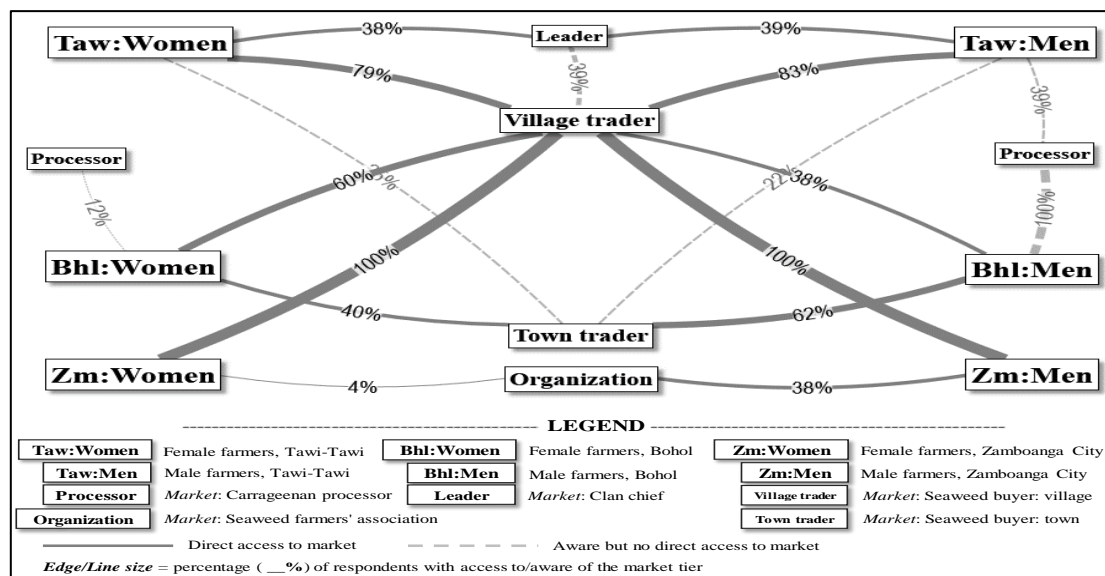 Taw:Women 38% Leader 39% Taw:Men
79% 39% 83% 39%
Village trader
Processor Processor
60% 22% 38%
12% 100%
Bhl:Women 100% 100% Bhl:Men
40% Town trader 62%
Zm:Women 4% Organization 38% Zm:Men
LEGEND
Taw:Women Female farmers, Tawi-Tawi Bhl:Women Female farmers, Bohol Zm:Women Female farmers, Zamboanga City
Taw:Men Male farmers, Tawi-Tawi Bhl:Men Male farmers, Bohol Zm:Men Male farmers, Zamboanga City
Processor Market: Carrageenan processor Leader Market: Clan chief Village trader Market: Seaweed buyer: village
Organization Market: Seaweed farmers' association Town trader Market: Seaweed buyer: town
Direct access to market Aware but no direct access to market
Edge/Line size = percentage ( __%) of respondents with access to/aware of the market tier